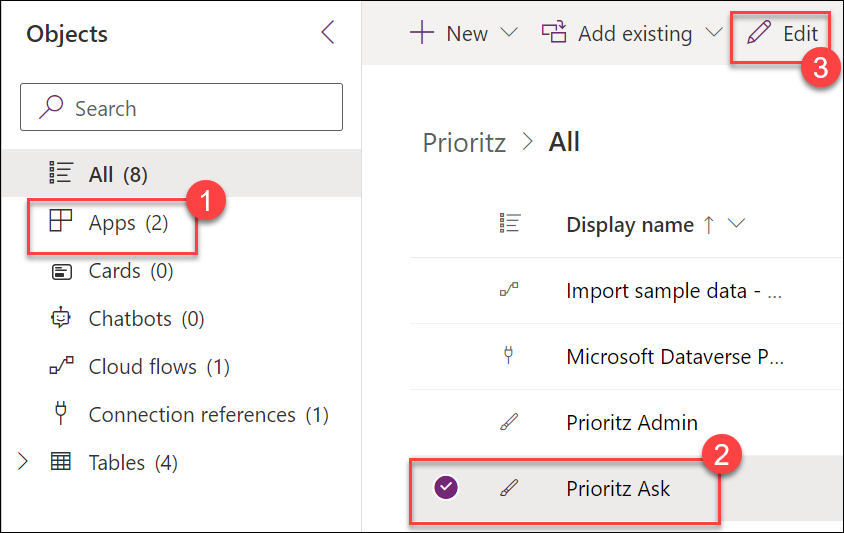 Objects
Search
All (8)
1
Apps (2)
Cards (0)
Chatbots (0)
Cloud flows (1)
Connection references (1)
Tables (4)
New Add existing Edit
3
Prioritz > All
Display name ↑
Import sample data - ...
Microsoft Dataverse P...
Prioritz Admin
2
Prioritz Ask